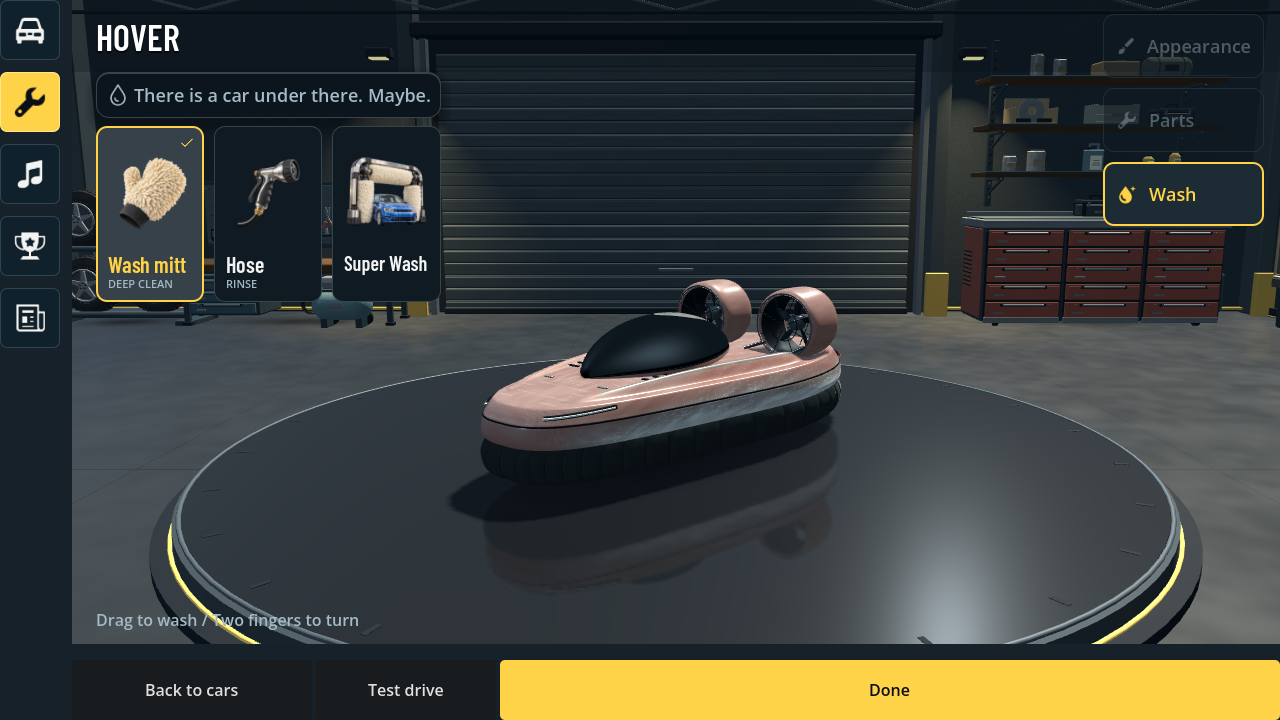 HOVER
There is a car under there. Maybe.
Wash mitt
DEEP CLEAN
Hose
RINSE
Super Wash
Appearance
Parts
Wash
Drag to wash / Two fingers to turn
Back to cars
Test drive
Done